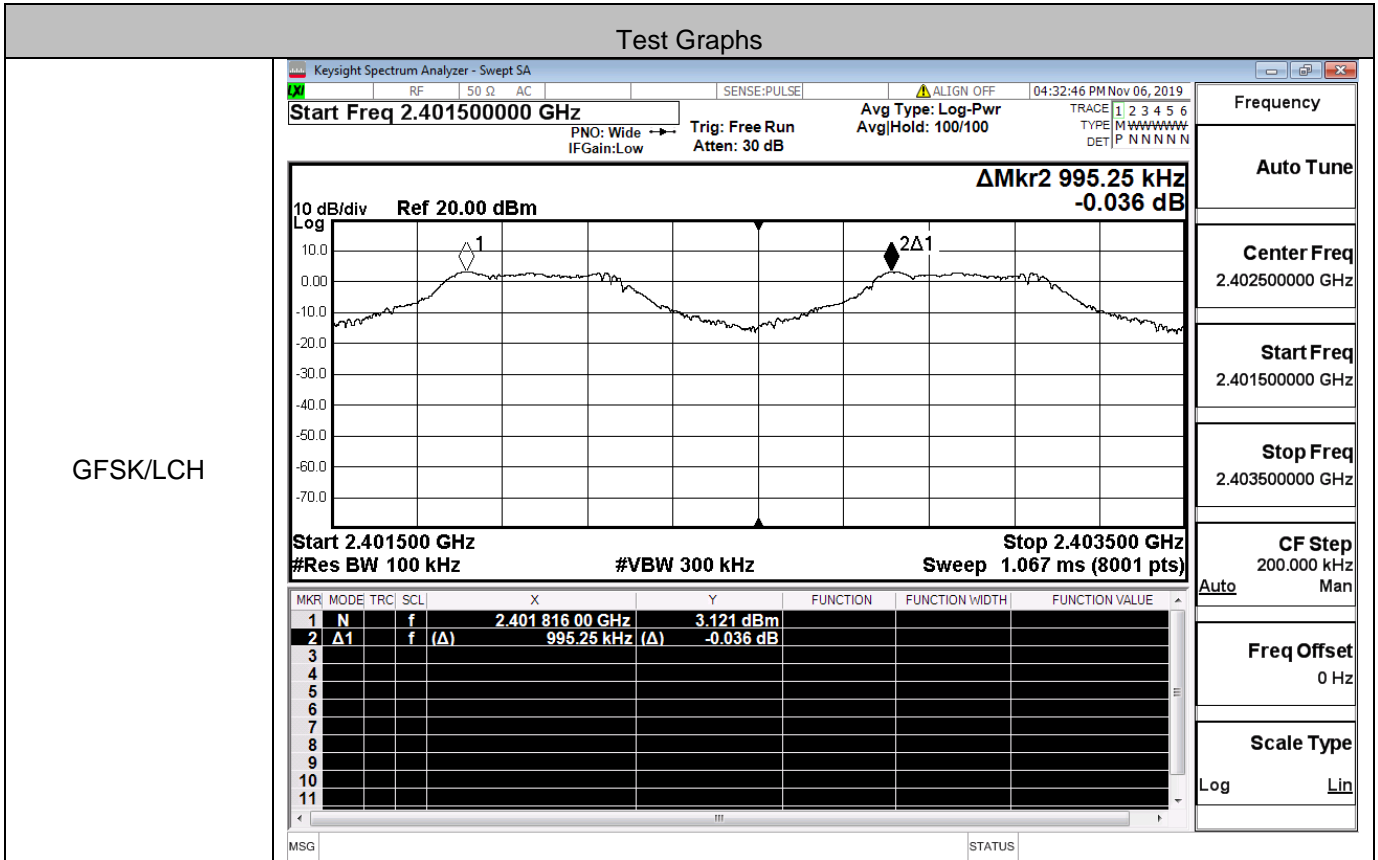 Test Graphs
GFSK/LCH
Keysight Spectrum Analyzer - Swept SA
LXI RF 50 Ω AC SENSE:PULSE ALIGN OFF 04:32:46 PM Nov 06, 2019
Start Freq 2.401500000 GHz
PNO: Wide
IFGain:Low
Trig: Free Run
Atten: 30 dB
Avg Type: Log-Pwr
Avg|Hold: 100/100
TRACE 1 2 3 4 5 6
TYPE M WWWWW
DET P N N N N N
ΔMkr2 995.25 kHz
-0.036 dB
10 dB/div Ref 20.00 dBm
Log
10.0
0.00
-10.0
-20.0
-30.0
-40.0
-50.0
-60.0
-70.0
1
2Δ1
Start 2.401500 GHz Stop 2.403500 GHz
#Res BW 100 kHz #VBW 300 kHz Sweep 1.067 ms (8001 pts)
MKR MODE TRC SCL X Y FUNCTION FUNCTION WIDTH FUNCTION VALUE
1 N f 2.401 816 00 GHz 3.121 dBm
2 Δ1 f (Δ) 995.25 kHz (Δ) -0.036 dB
3
4
5
6
7
8
9
10
11
MSG STATUS
Frequency
Auto Tune
Center Freq
2.402500000 GHz
Start Freq
2.401500000 GHz
Stop Freq
2.403500000 GHz
CF Step
200.000 kHz
Auto Man
Freq Offset
0 Hz
Scale Type
Log Lin